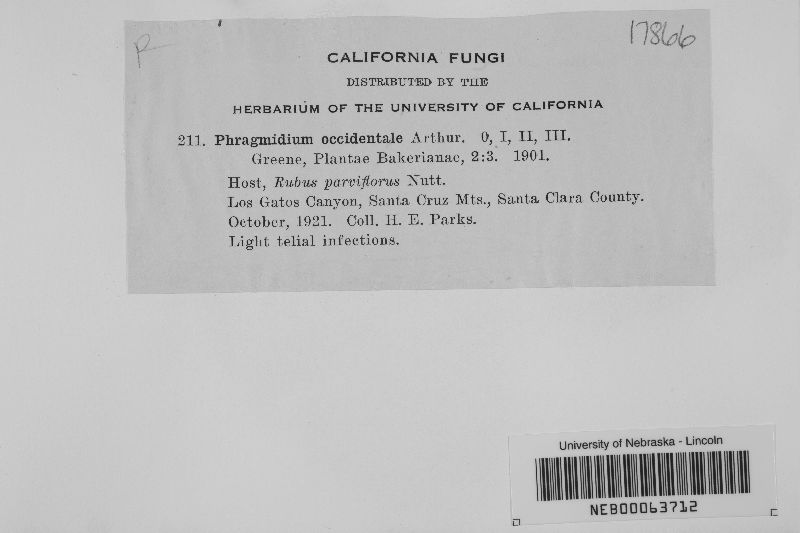 R
17866
CALIFORNIA FUNGI
DISTRIBUTED BY THE
HERBARIUM OF THE UNIVERSITY OF CALIFORNIA
211. Phragmidium occidentale Arthur. 0, I, II, III.
Greene, Plantae Bakerianae, 2:3. 1901.
Host, Rubus parviflorus Nutt.
Los Gatos Canyon, Santa Cruz Mts., Santa Clara County.
October, 1921. Coll. H. E. Parks.
Light telial infections.
University of Nebraska - Lincoln
NEB00063712